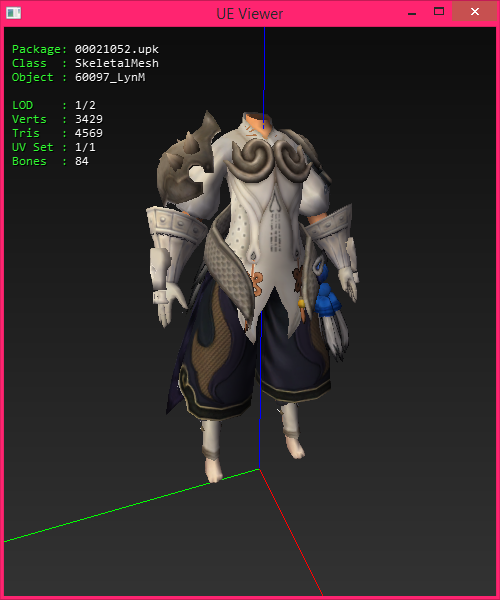 UE Viewer
Package: 00021052.upk
Class : SkeletalMesh
Object : 60097_LynM
LOD : 1/2
Verts : 3429
Tris : 4569
UV Set : 1/1
Bones : 84